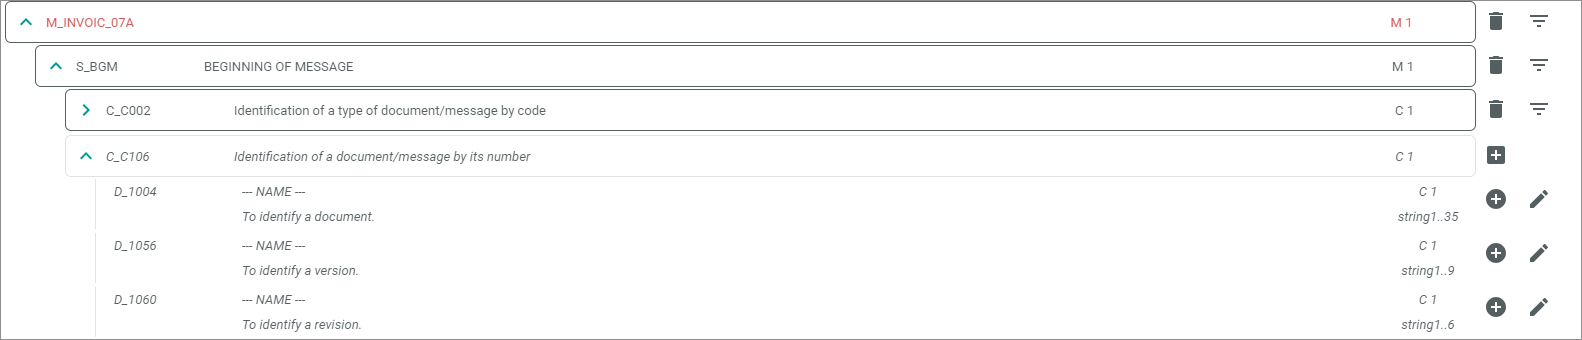 M_INVOIC_07A M 1
S_BGM BEGINNING OF MESSAGE M 1
C_C002 Identification of a type of document/message by code C 1
C_C106 Identification of a document/message by its number C 1
D_1004 --- NAME --- C 1
To identify a document. string1..35
D_1056 --- NAME --- C 1
To identify a version. string1..9
D_1060 --- NAME --- C 1
To identify a revision. string1..6